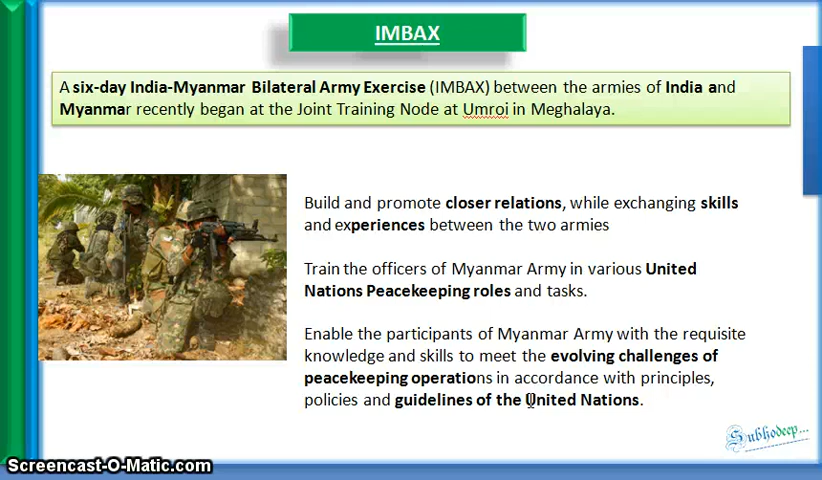 IMBAX
A six-day India-Myanmar Bilateral Army Exercise (IMBAX) between the armies of India and
Myanmar recently began at the Joint Training Node at Umroi in Meghalaya.
Build and promote closer relations, while exchanging skills
and experiences between the two armies
Train the officers of Myanmar Army in various United
Nations Peacekeeping roles and tasks.
Enable the participants of Myanmar Army with the requisite
knowledge and skills to meet the evolving challenges of
peacekeeping operations in accordance with principles,
policies and guidelines of the United Nations.
Subhodeep...
Screencast-O-Matic.com